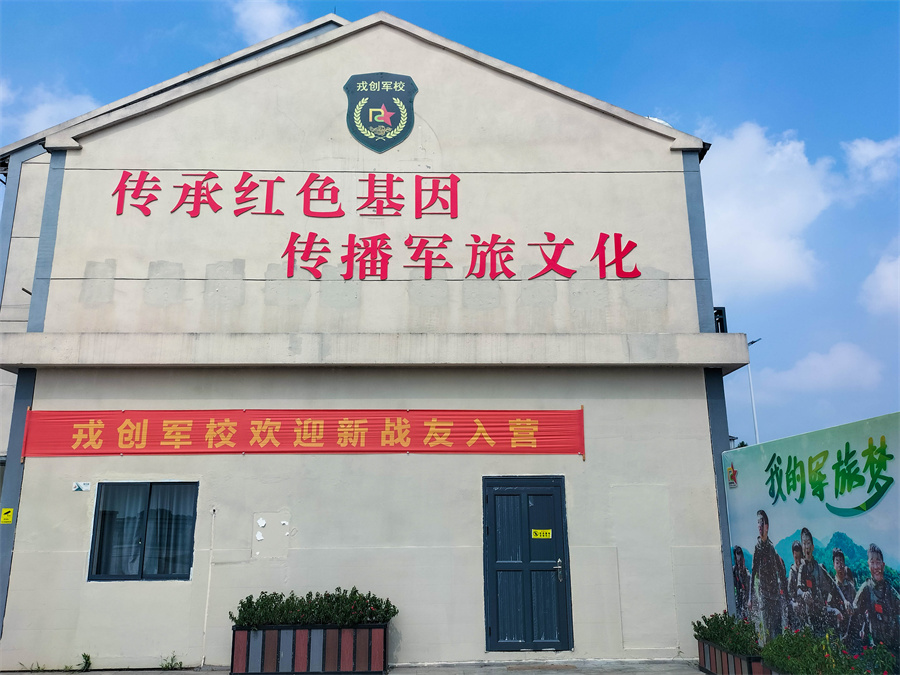 戎创军校
传承红色基因
传播军旅文化
戎创军校欢迎新战友入营
我的军旅梦